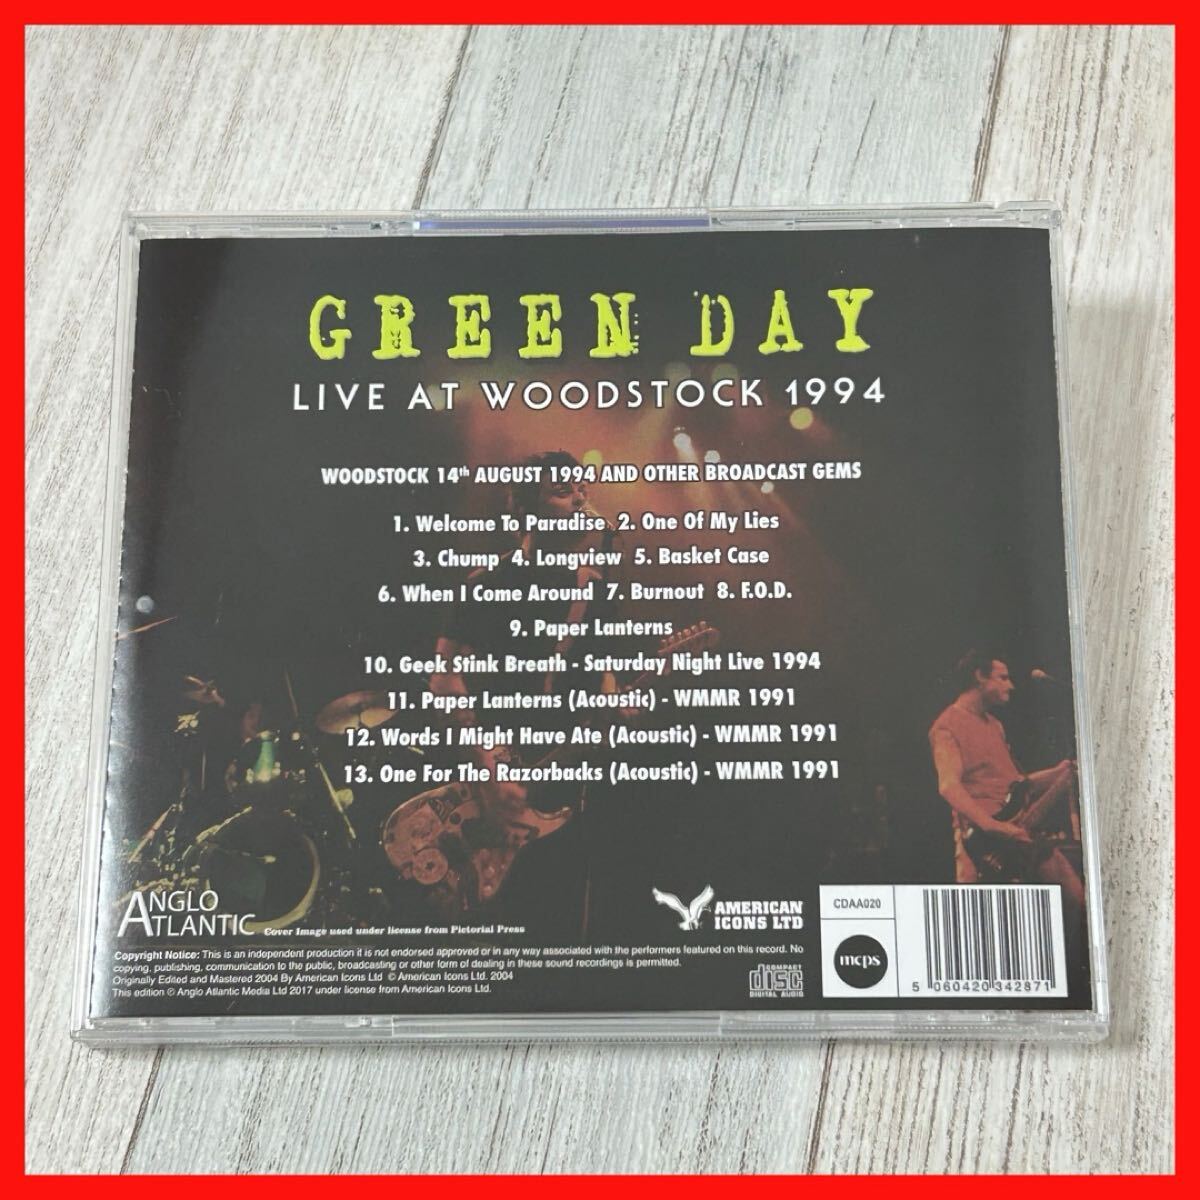 GREEN DAY
LIVE AT WOODSTOCK 1994
WOODSTOCK 14th AUGUST 1994 AND OTHER BROADCAST GEMS
1. Welcome To Paradise 2. One Of My Lies
3. Chump 4. Longview 5. Basket Case
6. When I Come Around 7. Burnout 8. F.O.D.
9. Paper Lanterns
10. Geek Stink Breath - Saturday Night Live 1994
11. Paper Lanterns (Acoustic) - WMMR 1991
12. Words I Might Have Ate (Acoustic) - WMMR 1991
13. One For The Razorbacks (Acoustic) - WMMR 1991
ANGLO
ATLANTIC
Cover Image used under license from Pictorial Press
AMERICAN
ICONS LTD
Copyright Notice: This is an independent production it is not endorsed approved or in any way associated with the performers featured on this record. No
copying, publishing, communication to the public, broadcasting or other form of dealing in these sound recordings is permitted.
Originally Edited and Mastered 2004 By American Icons Ltd © American Icons Ltd. 2004
This edition ℗ Anglo Atlantic Media Ltd 2017 under license from American Icons Ltd.
COMPACT
disc
DIGITAL AUDIO
CDAA020
mcps
5 060420 342871